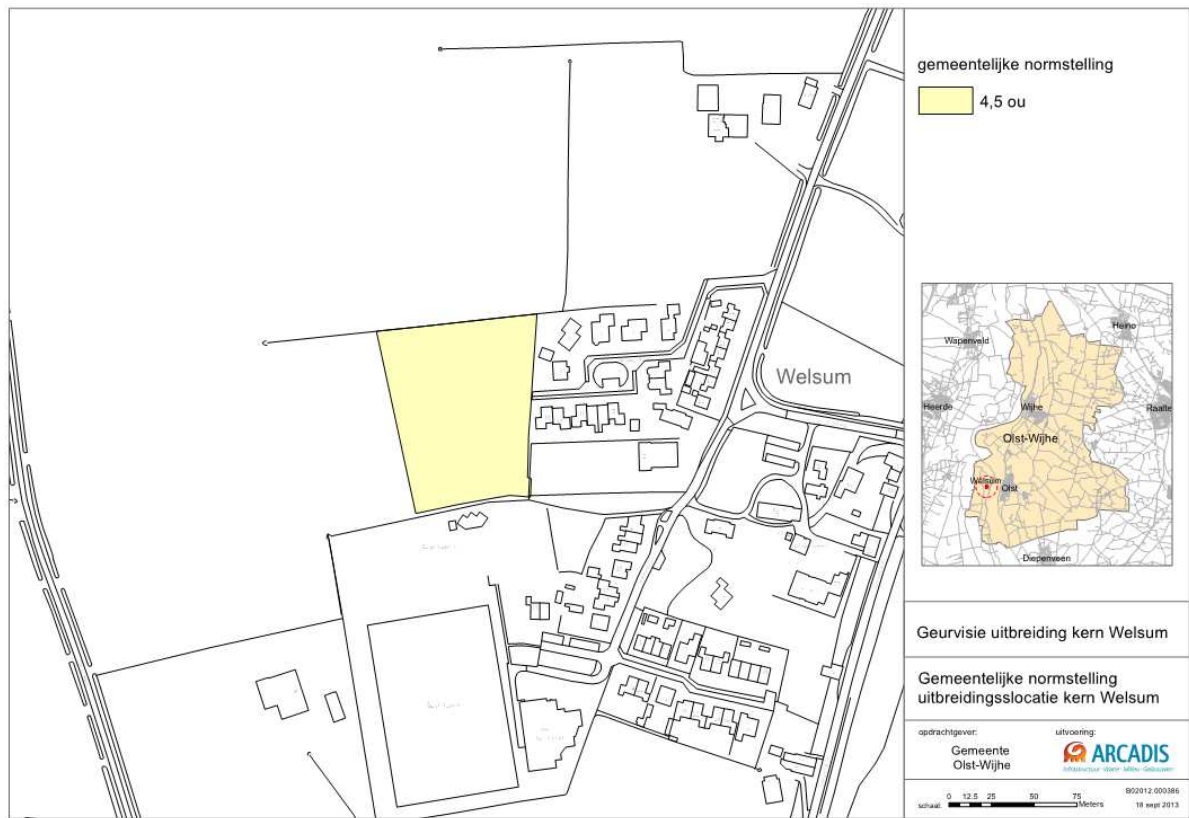 gemeentelijke normstelling
4,5 ou
Welsum
Heino
Wapenveld
Heerde
Wijhe
Raalte
Olst-Wijhe
Welsum
Olst
Diepenveen
Geurvisie uitbreiding kern Welsum
Gemeentelijke normstelling
uitbreidingsslocatie kern Welsum
opdrachtgever:
Gemeente
Olst-Wijhe
uitvoering:
ARCADIS
Infrastructuur Water Milieu Gebouwen
schaal: 0 12.5 25 50 75 Meters
B02012.000386
18 sept 2013